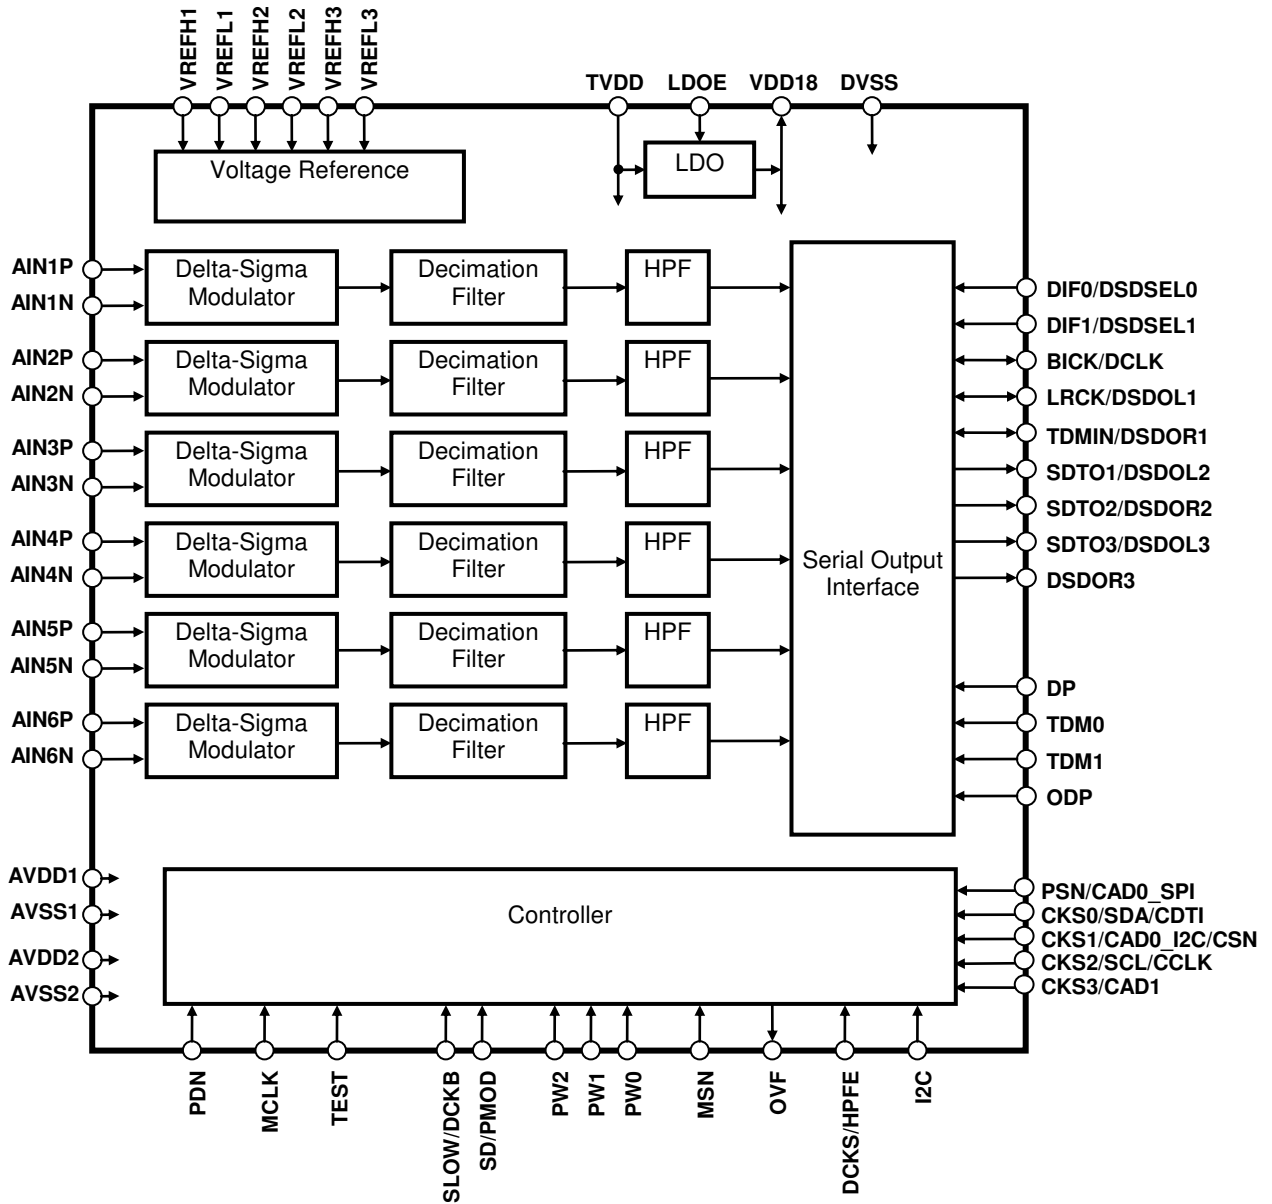 VREFH1
VREFL1
VREFH2
VREFL2
VREFH3
VREFL3
TVDD
LDOE
VDD18
DVSS
Voltage Reference
LDO
AIN1P
AIN1N
Delta-Sigma
Modulator
Decimation
Filter
HPF
AIN2P
AIN2N
Delta-Sigma
Modulator
Decimation
Filter
HPF
AIN3P
AIN3N
Delta-Sigma
Modulator
Decimation
Filter
HPF
AIN4P
AIN4N
Delta-Sigma
Modulator
Decimation
Filter
HPF
AIN5P
AIN5N
Delta-Sigma
Modulator
Decimation
Filter
HPF
AIN6P
AIN6N
Delta-Sigma
Modulator
Decimation
Filter
HPF
Serial Output
Interface
DIF0/DSDSEL0
DIF1/DSDSEL1
BICK/DCLK
LRCK/DSDOL1
TDMIN/DSDOR1
SDTO1/DSDOL2
SDTO2/DSDOR2
SDTO3/DSDOL3
DSDOR3
DP
TDM0
TDM1
ODP
AVDD1
AVSS1
AVDD2
AVSS2
Controller
PSN/CAD0_SPI
CKS0/SDA/CDTI
CKS1/CAD0_I2C/CSN
CKS2/SCL/CCLK
CKS3/CAD1
PDN
MCLK
TEST
SLOW/DCKB
SD/PMOD
PW2
PW1
PW0
MSN
OVF
DCKS/HPFE
I2C